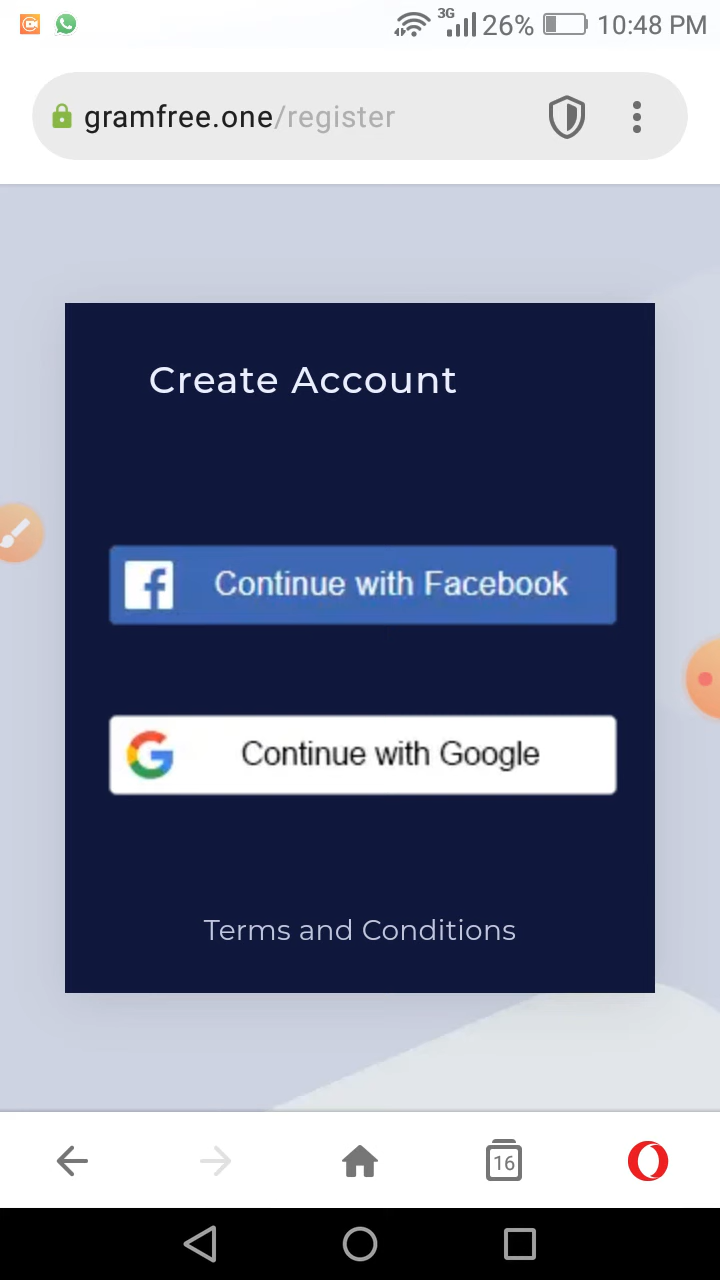 3G 26% 10:48 PM
gramfree.one/register
Create Account
Continue with Facebook
Continue with Google
Terms and Conditions
16